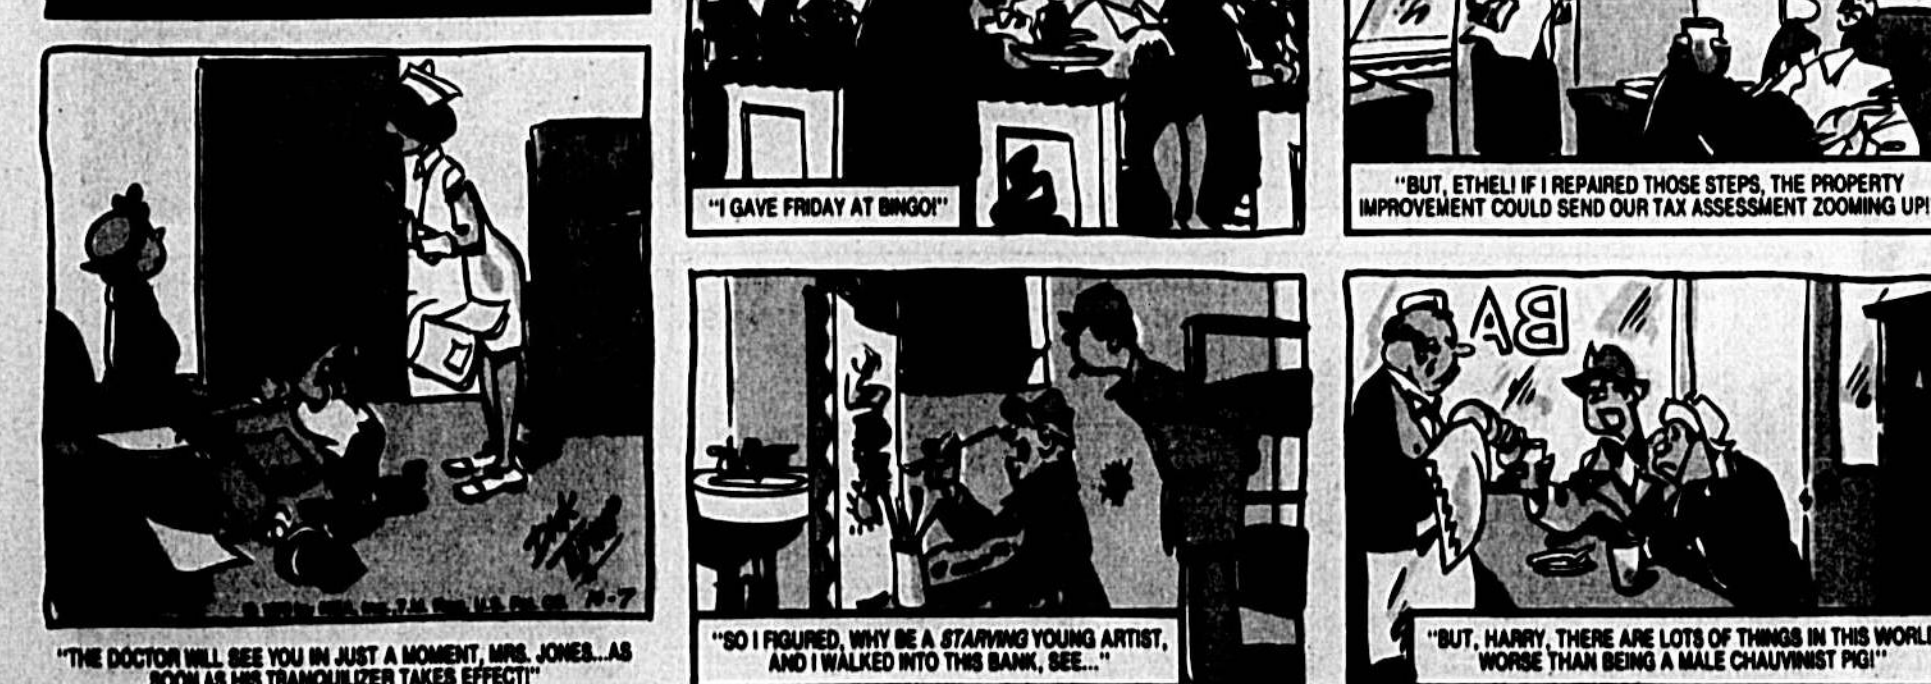 "I GAVE FRIDAY AT BINGO!"
"BUT, ETHEL! IF I REPAIRED THOSE STEPS, THE PROPERTY
IMPROVEMENT COULD SEND OUR TAX ASSESSMENT ZOOMING UP!
BA
10-7
"THE DOCTOR WILL SEE YOU IN JUST A MOMENT, MRS. JONES...AS
SOON AS HIS TRANQUILIZER TAKES EFFECT!"
"SO I FIGURED, WHY BE A STARVING YOUNG ARTIST,
AND I WALKED INTO THIS BANK, SEE..."
"BUT, HARRY, THERE ARE LOTS OF THINGS IN THIS WORLD
WORSE THAN BEING A MALE CHAUVINIST PIG!"